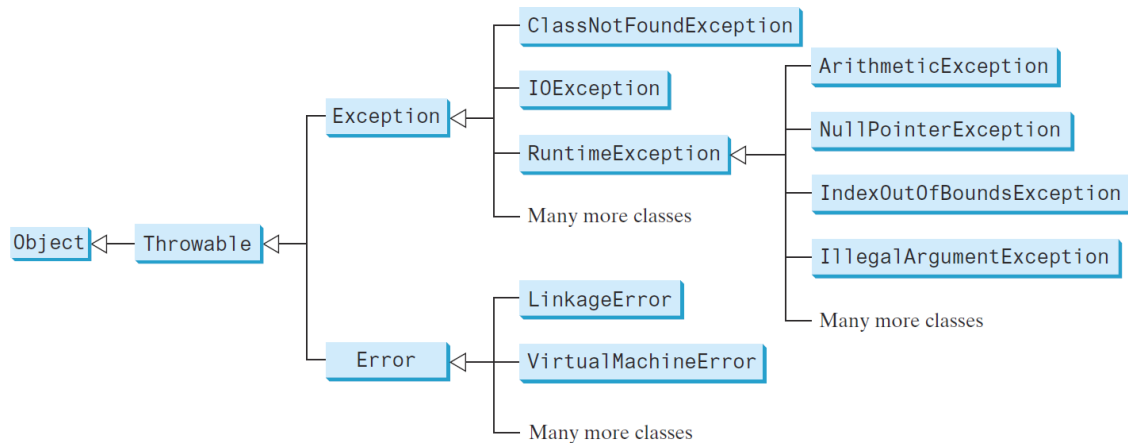 ClassNotFoundException
ArithmeticException
IOException
Exception
NullPointerException
RuntimeException
IndexOutOfBoundsException
Many more classes
Object
Throwable
IllegalArgumentException
LinkageError
Many more classes
Error
VirtualMachineError
Many more classes